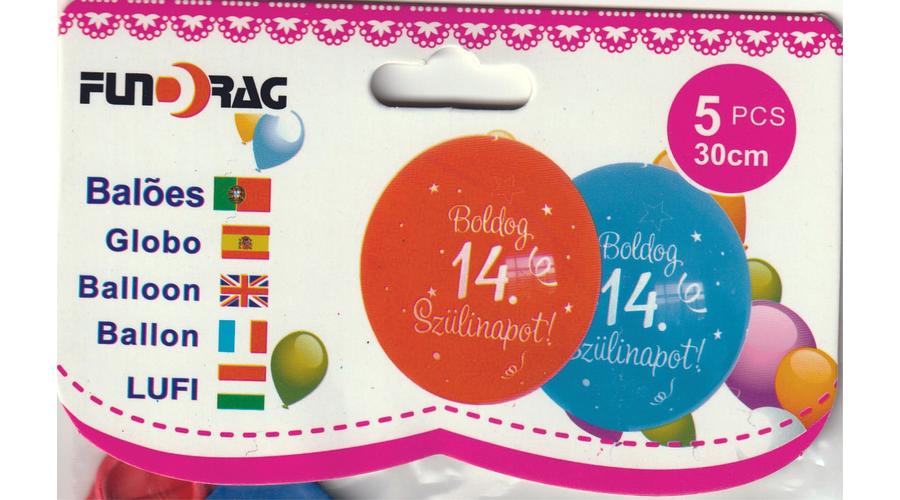 FUNDRAG
5 PCS
30cm
Balões
Globo
Balloon
Ballon
LUFI
Boldog
14.
Szülinapot!
Boldog
14.
Szülinapot!